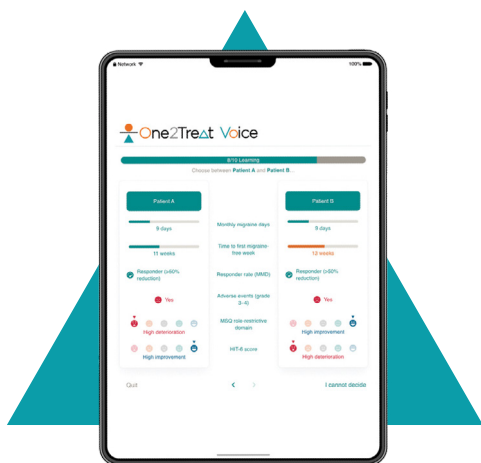 Network
100%
One2Treat Voice
8/10 Learning
Choose between Patient A and Patient B
Patient A
Patient B
9 days
Monthly migraine days
9 days
11 weeks
Time to first migraine-
free week
13 weeks
Responder (≥50%
reduction)
Responder rate (MMD)
Responder (≥50%
reduction)
Yes
Adverse events (grade
3-4)
Yes
High deterioration
MSQ role restrictive
domain
High improvement
High improvement
HIT-6 score
High deterioration
Quit
<
>
I cannot decide